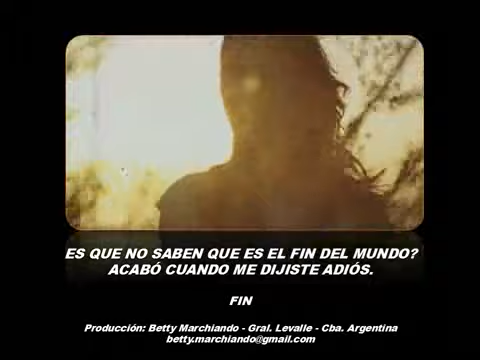 ES QUE NO SABEN QUE ES EL FIN DEL MUNDO?
ACABÓ CUANDO ME DIJISTE ADIÓS.
FIN
Producción: Betty Marchiando - Gral. Levalle - Cba. Argentina
betty.marchiando@gmail.com